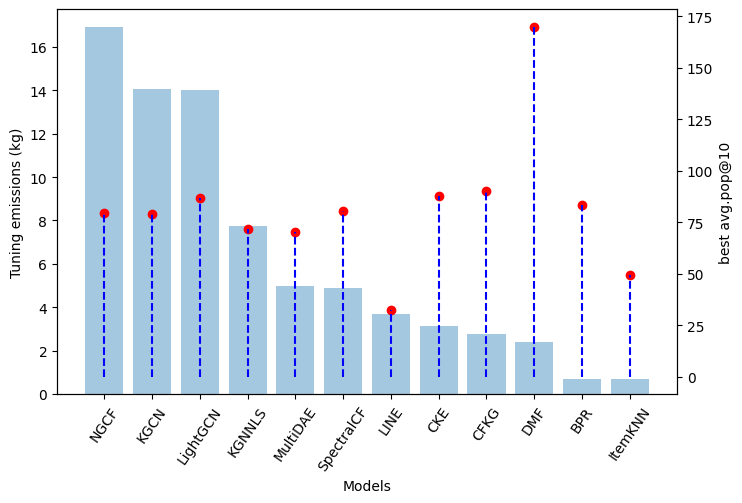 Tuning emissions (kg)
16
14
12
10
8
6
4
2
0
175
150
125
100
75
50
25
0
best avg.pop@10
NGCF
KGCN
LightGCN
KGNNLS
MultiDAE
SpectralCF
LINE
CKE
CFKG
DMF
BPR
ItemKNN
Models